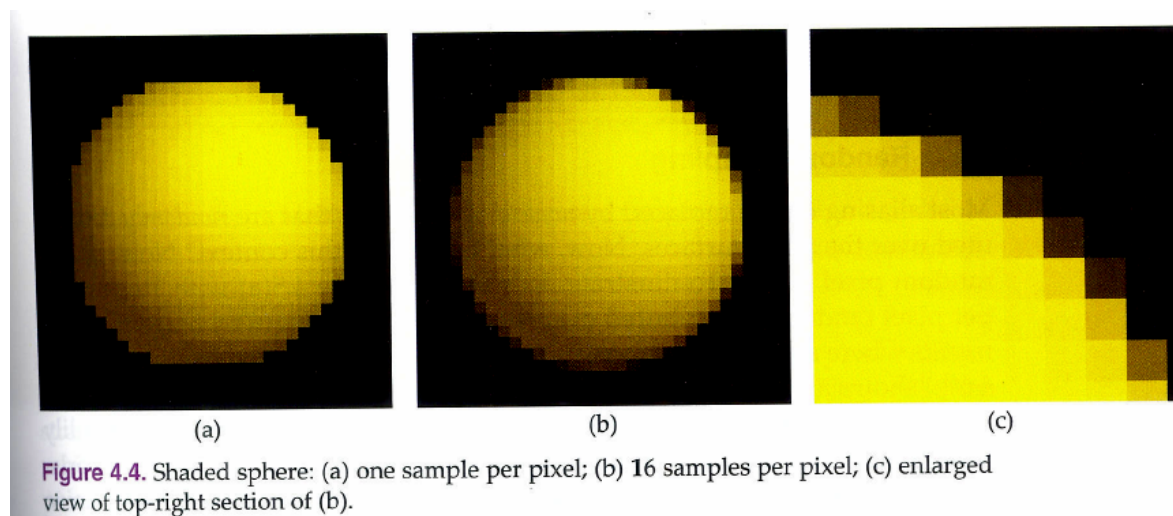 (a)
(b)
(c)
Figure 4.4. Shaded sphere: (a) one sample per pixel; (b) 16 samples per pixel; (c) enlarged
view of top-right section of (b).